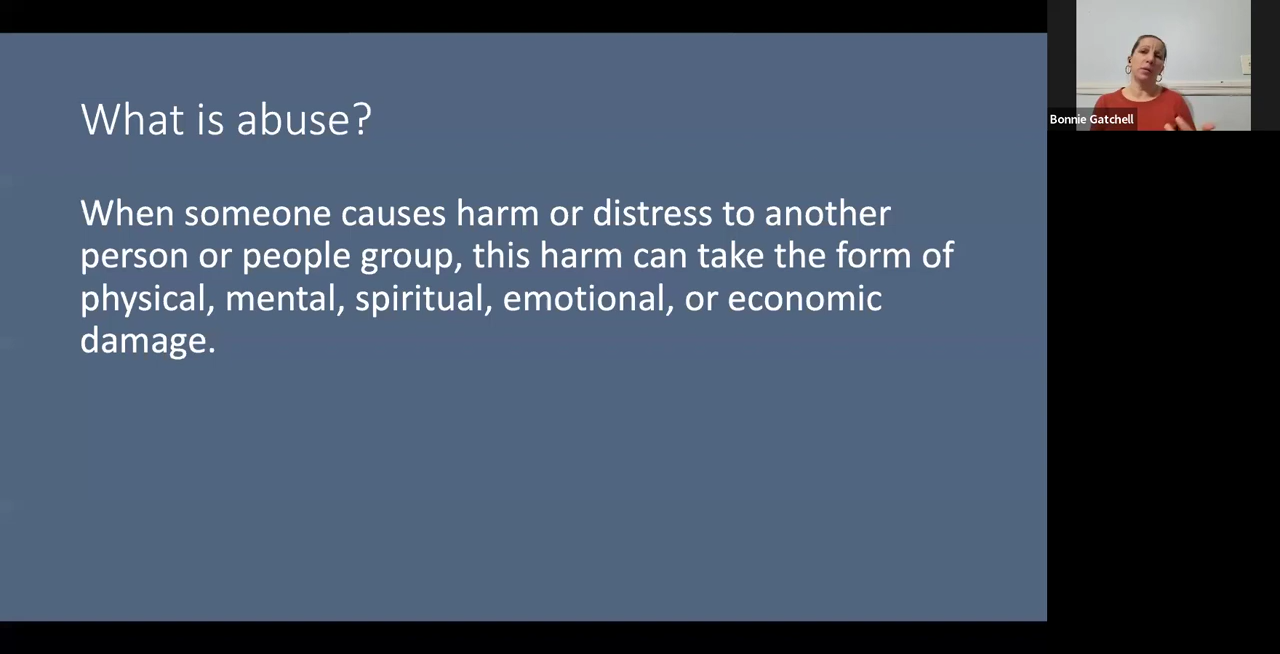 What is abuse?
When someone causes harm or distress to another
person or people group, this harm can take the form of
physical, mental, spiritual, emotional, or economic
damage.
Bonnie Gatchell